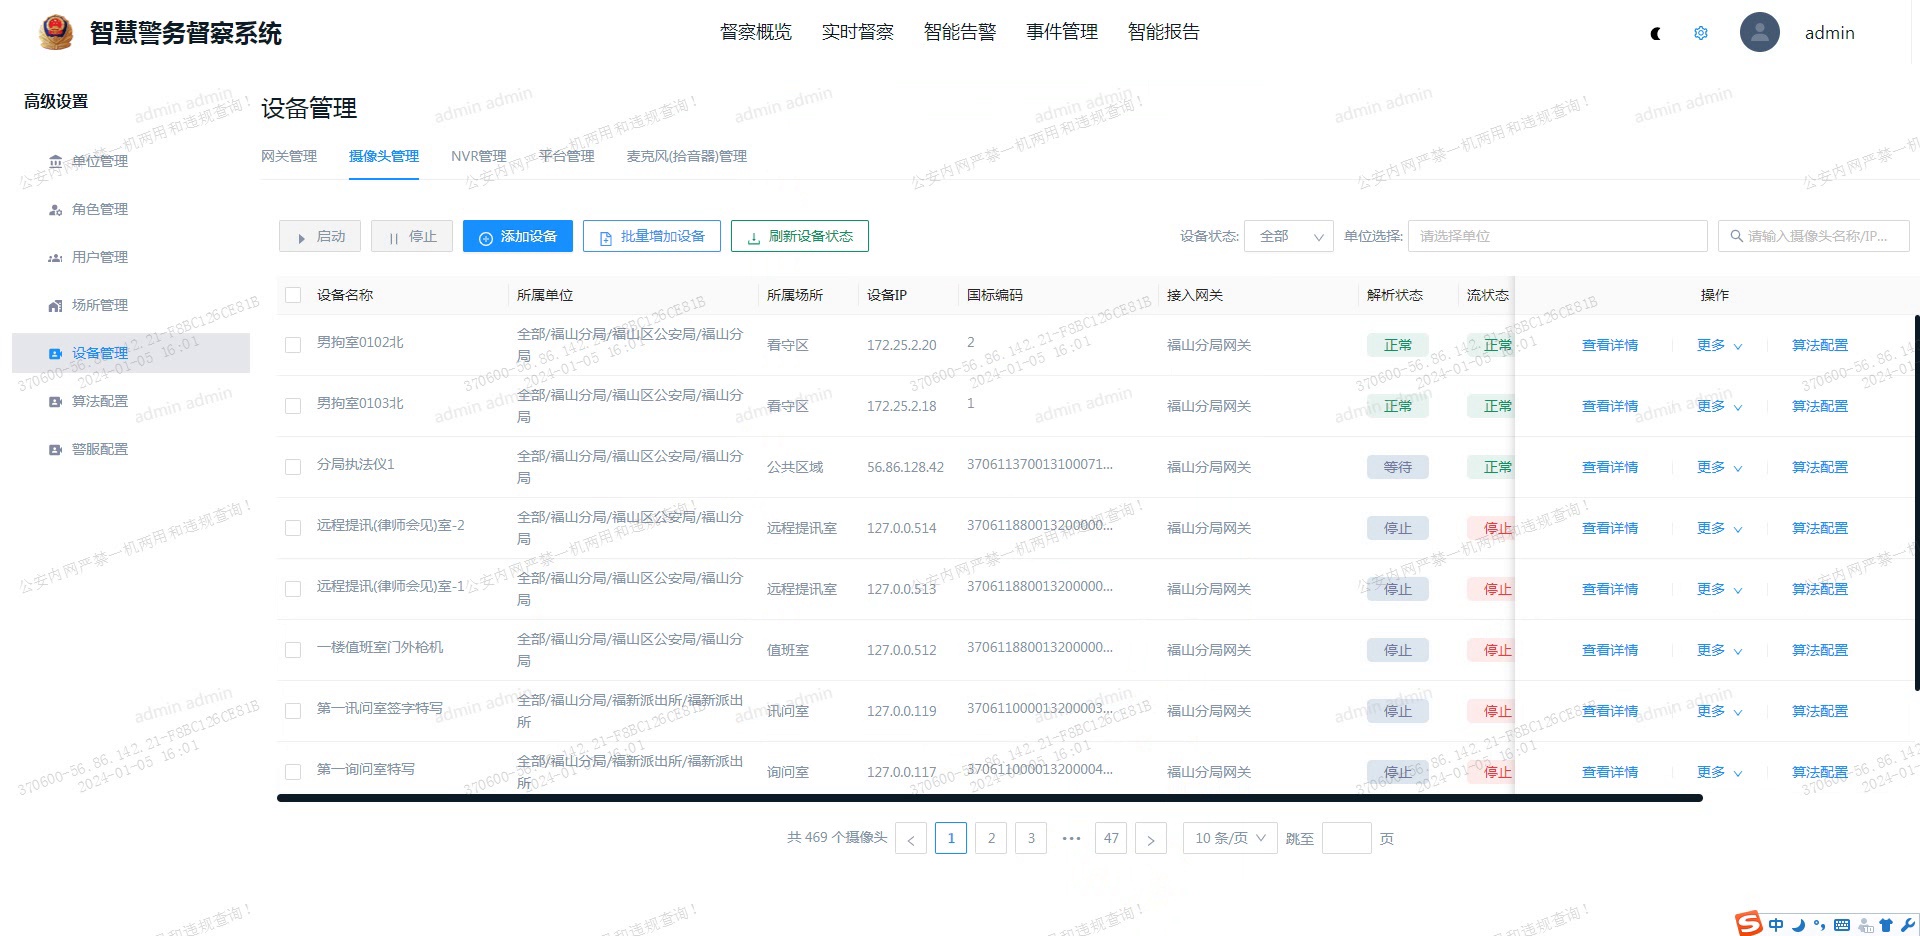 智慧警务督察系统
督察概览 实时督察 智能告警 事件管理 智能报告
admin
高级设置
单位管理
角色管理
用户管理
场所管理
设备管理
算法配置
警服配置
设备管理
网关管理 摄像头管理 NVR管理 平台管理 麦克风(拾音器)管理
启动 停止 添加设备 批量增加设备 刷新设备状态 设备状态: 全部 单位选择: 请选择单位 请输入摄像头名称/IP...
设备名称 所属单位 所属场所 设备IP 国标编码 接入网关 解析状态 流状态 操作
男拘室0102北 全部/福山分局/福山区公安局/福山分局 看守区 172.25.2.20 2 福山分局网关 正常 正常 查看详情 更多 算法配置
男拘室0103北 全部/福山分局/福山区公安局/福山分局 看守区 172.25.2.18 1 福山分局网关 正常 正常 查看详情 更多 算法配置
分局执法仪1 全部/福山分局/福山区公安局/福山分局 公共区域 56.86.128.42 370611370013100071... 福山分局网关 等待 正常 查看详情 更多 算法配置
远程提讯(律师会见)室-2 全部/福山分局/福山区公安局/福山分局 远程提讯室 127.0.0.514 370611880013200000... 福山分局网关 停止 停止 查看详情 更多 算法配置
远程提讯(律师会见)室-1 全部/福山分局/福山区公安局/福山分局 远程提讯室 127.0.0.513 370611880013200000... 福山分局网关 停止 停止 查看详情 更多 算法配置
一楼值班室门外枪机 全部/福山分局/福山区公安局/福山分局 值班室 127.0.0.512 370611880013200000... 福山分局网关 停止 停止 查看详情 更多 算法配置
第一讯问室签字特写 全部/福山分局/福新派出所/福新派出所 讯问室 127.0.0.119 370611000013200003... 福山分局网关 停止 停止 查看详情 更多 算法配置
第一询问室特写 全部/福山分局/福新派出所/福新派出所 询问室 127.0.0.117 370611000013200004... 福山分局网关 停止 停止 查看详情 更多 算法配置
共 469 个摄像头 < 1 2 3 ••• 47 > 10 条/页 跳至 页
admin admin
公安内网严禁一机两用和违规查询!
370600-56.86.142.21-F8BC126CE81B
2024-01-05 16:01
中